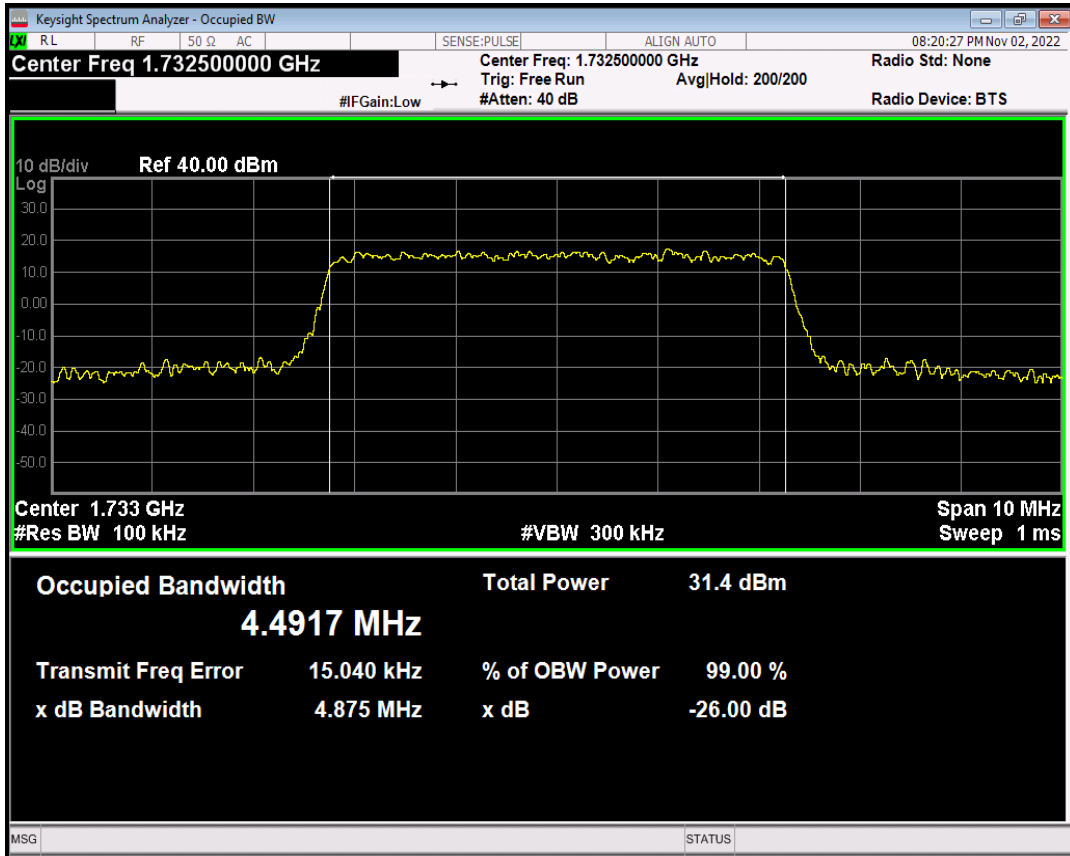 Keysight Spectrum Analyzer - Occupied BW
LXI RL RF 50 Ω AC SENSE:PULSE ALIGN AUTO 08:20:27 PM Nov 02, 2022
Center Freq 1.732500000 GHz Center Freq: 1.732500000 GHz Radio Std: None
Trig: Free Run Avg|Hold: 200/200
#IFGain:Low #Atten: 40 dB Radio Device: BTS
10 dB/div Ref 40.00 dBm
Log
30.0
20.0
10.0
0.00
-10.0
-20.0
-30.0
-40.0
-50.0
Center 1.733 GHz Span 10 MHz
#Res BW 100 kHz #VBW 300 kHz Sweep 1 ms
Occupied Bandwidth Total Power 31.4 dBm
4.4917 MHz
Transmit Freq Error 15.040 kHz % of OBW Power 99.00 %
x dB Bandwidth 4.875 MHz x dB -26.00 dB
MSG STATUS